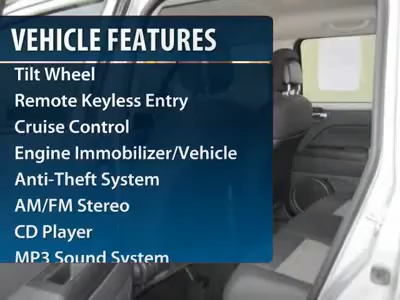 VEHICLE FEATURES
Tilt Wheel
Remote Keyless Entry
Cruise Control
Engine Immobilizer/Vehicle
Anti-Theft System
AM/FM Stereo
CD Player
MP3 Sound System